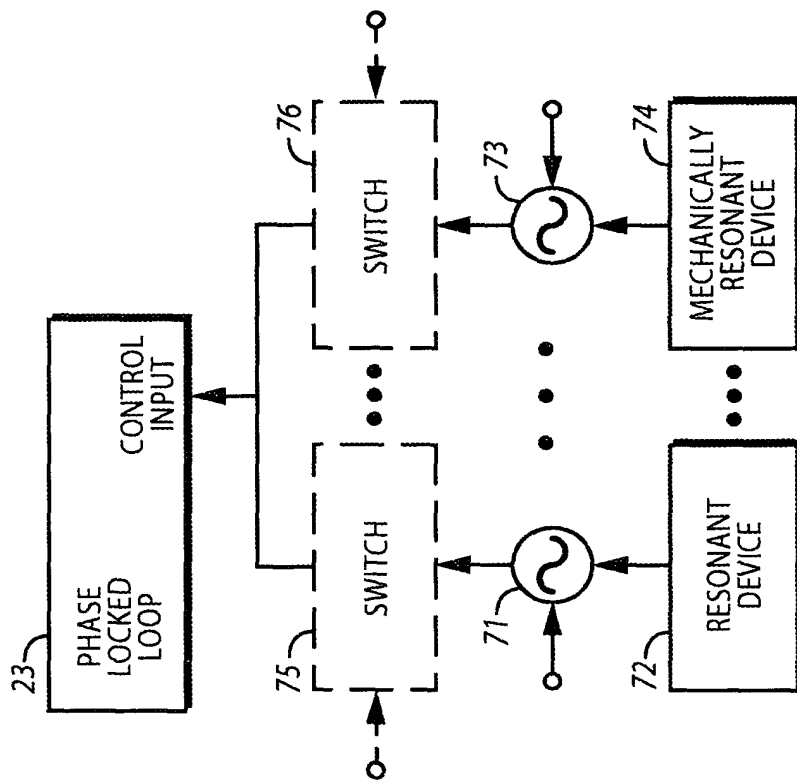 23
PHASE
LOCKED
LOOP
CONTROL
INPUT
75
SWITCH
76
SWITCH
71
73
72
RESONANT
DEVICE
74
MECHANICALLY
RESONANT
DEVICE